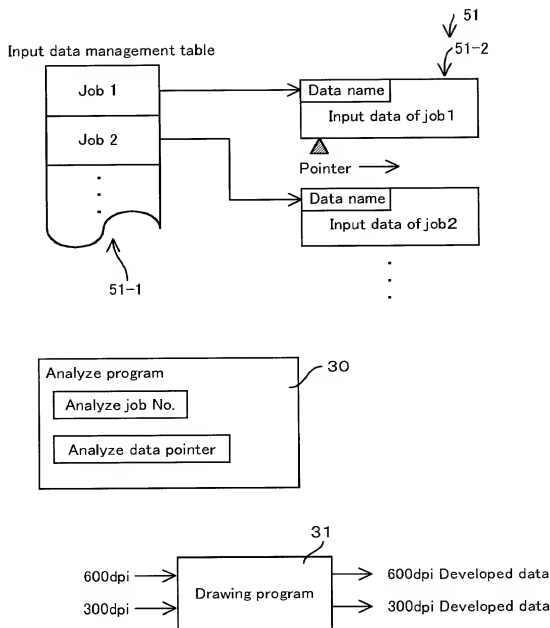 51
51-2
Input data management table
Job 1
Data name
Input data of job1
Job 2
Pointer
Data name
Input data of job2
51-1
30
Analyze program
Analyze job No.
Analyze data pointer
31
600dpi
Drawing program
600dpi Developed data
300dpi
300dpi Developed data